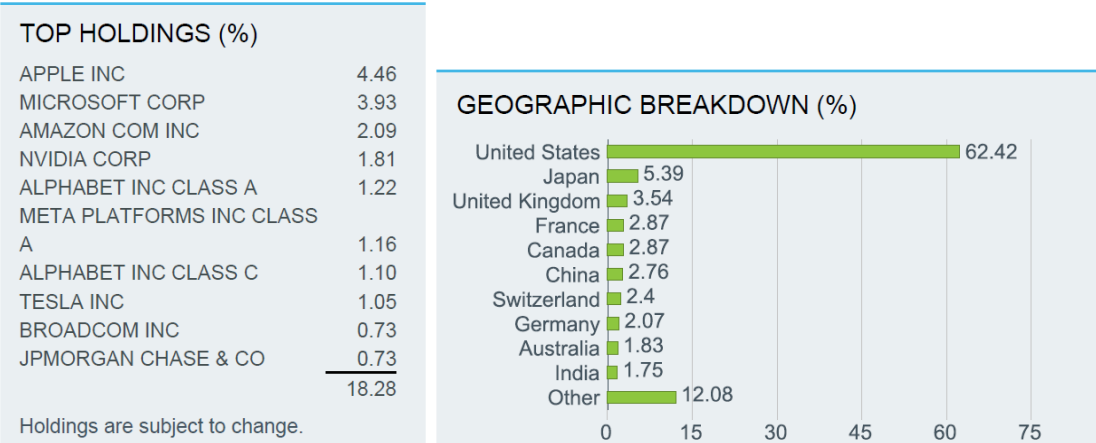 TOP HOLDINGS (%)
APPLE INC 4.46
MICROSOFT CORP 3.93
AMAZON COM INC 2.09
NVIDIA CORP 1.81
ALPHABET INC CLASS A 1.22
META PLATFORMS INC CLASS
A 1.16
ALPHABET INC CLASS C 1.10
TESLA INC 1.05
BROADCOM INC 0.73
JPMORGAN CHASE & CO 0.73
18.28
Holdings are subject to change.
GEOGRAPHIC BREAKDOWN (%)
United States 62.42
Japan 5.39
United Kingdom 3.54
France 2.87
Canada 2.87
China 2.76
Switzerland 2.4
Germany 2.07
Australia 1.83
India 1.75
Other 12.08
0 15 30 45 60 75